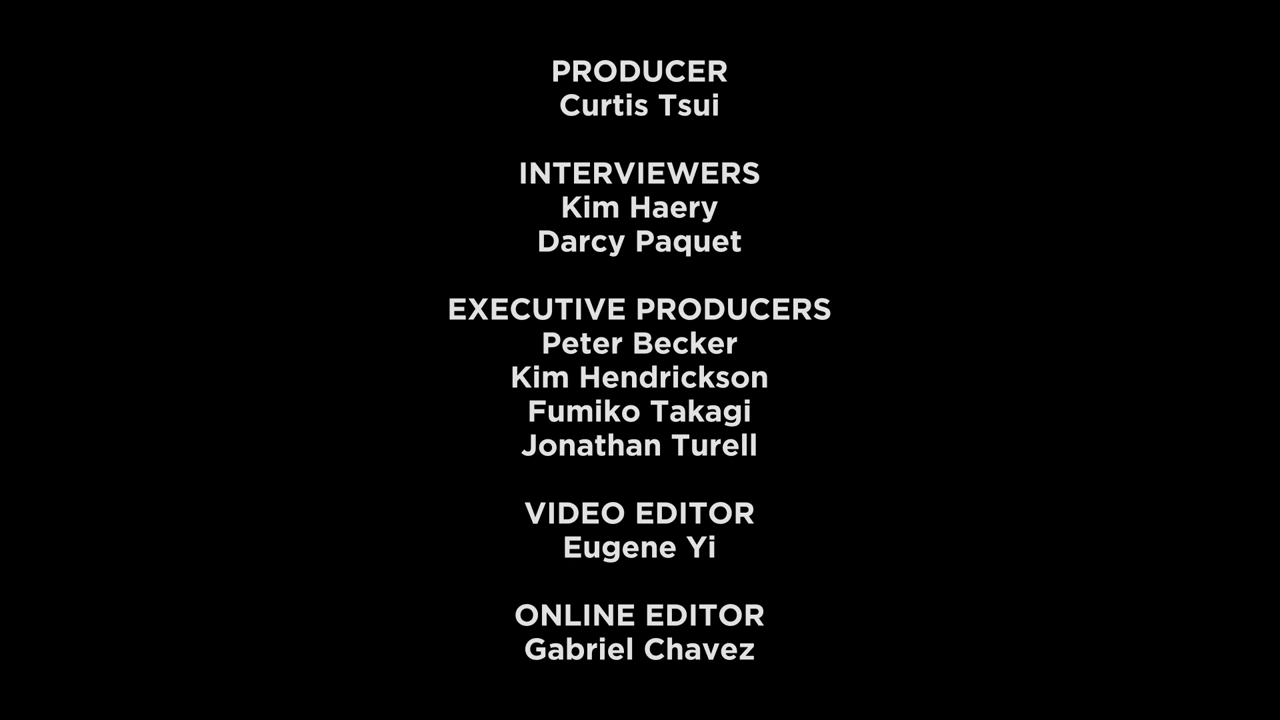 PRODUCER
Curtis Tsui
INTERVIEWERS
Kim Haery
Darcy Paquet
EXECUTIVE PRODUCERS
Peter Becker
Kim Hendrickson
Fumiko Takagi
Jonathan Turell
VIDEO EDITOR
Eugene Yi
ONLINE EDITOR
Gabriel Chavez